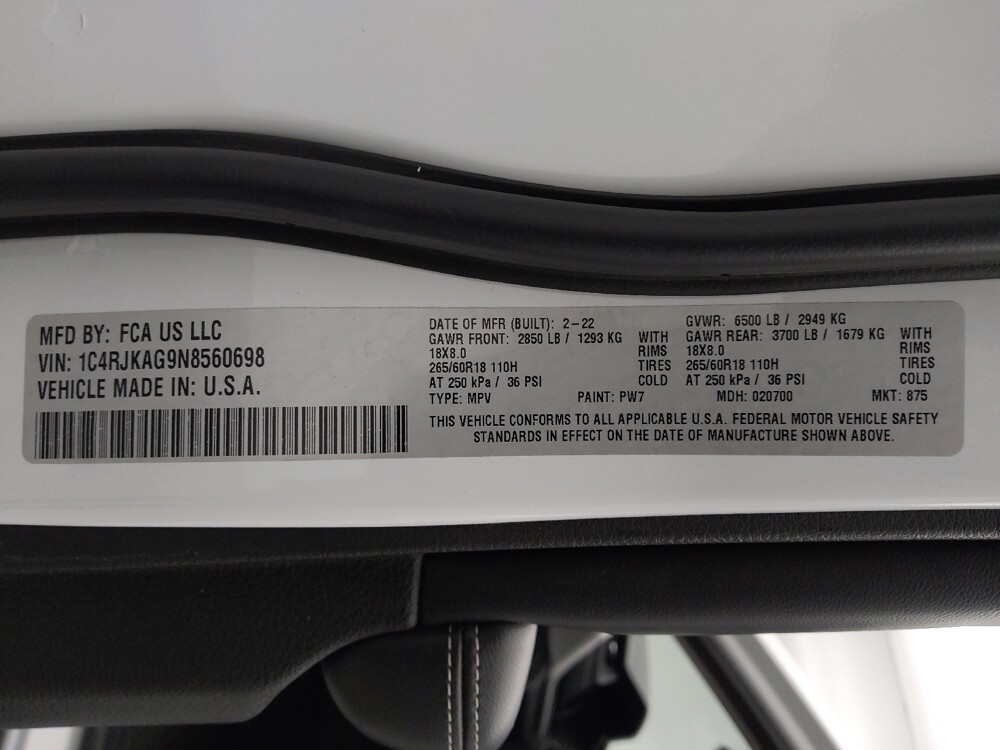 MFD BY: FCA US LLC
VIN: 1C4RJKAG9N8560698
VEHICLE MADE IN: U.S.A.
DATE OF MFR (BUILT): 2-22
GAWR FRONT: 2850 LB / 1293 KG WITH
18X8.0 RIMS
265/60R18 110H TIRES
AT 250 kPa / 36 PSI COLD
GVWR: 6500 LB / 2949 KG
GAWR REAR: 3700 LB / 1679 KG WITH
18X8.0 RIMS
265/60R18 110H TIRES
AT 250 kPa / 36 PSI COLD
TYPE: MPV PAINT: PW7 MDH: 020700 MKT: 875
THIS VEHICLE CONFORMS TO ALL APPLICABLE U.S.A. FEDERAL MOTOR VEHICLE SAFETY
STANDARDS IN EFFECT ON THE DATE OF MANUFACTURE SHOWN ABOVE.